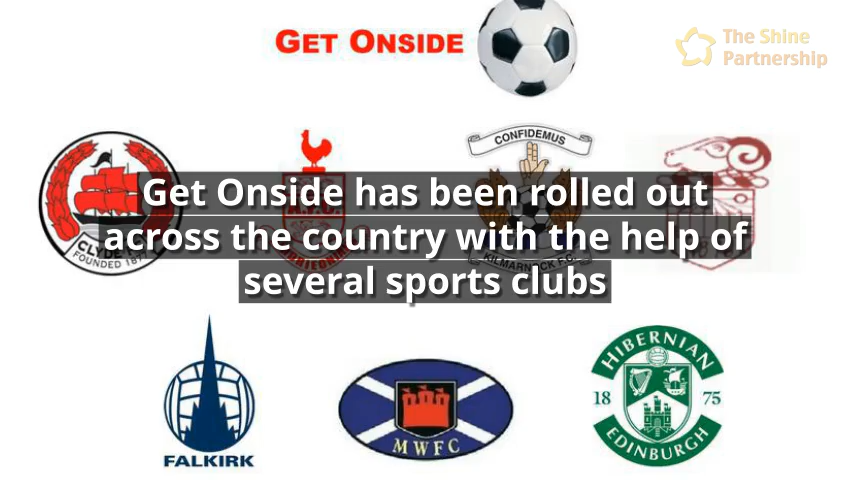 GET ONSIDE
The Shine
Partnership
CONFIDEMUS
Get Onside has been rolled out
across the country with the help of
several sports clubs
FOUNDED 1877
KILMARNOCK F.C.
FALKIRK
MWFC
HIBERNIAN
18 75
EDINBURGH